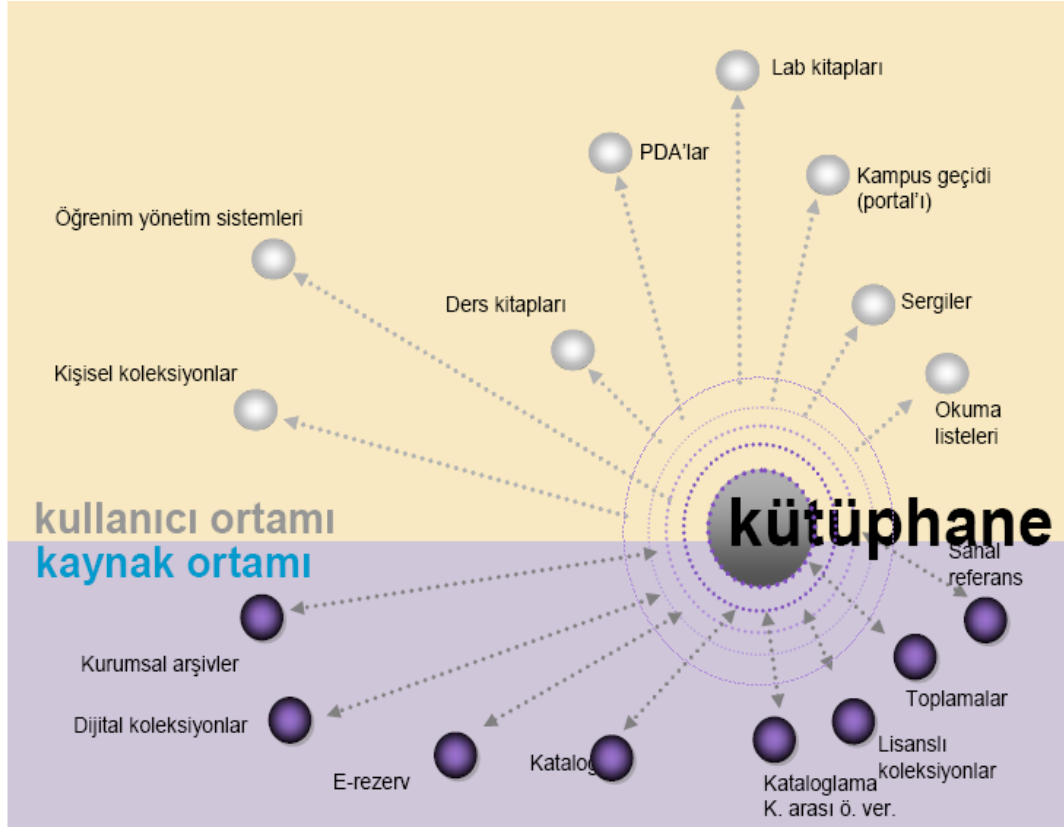 Lab kitapları
PDA'lar
Kampus geçidi
(portal'ı)
Öğrenim yönetim sistemleri
Ders kitapları
Sergiler
Kişisel koleksiyonlar
Okuma
listeleri
kullanıcı ortamı
kütüphane
kaynak ortamı
Sanal
referans
Kurumsal arşivler
Toplamalar
Dijital koleksiyonlar
Lisanslı
koleksiyonlar
E-rezerv
Katalog
Kataloglama
K. arası ö. ver.